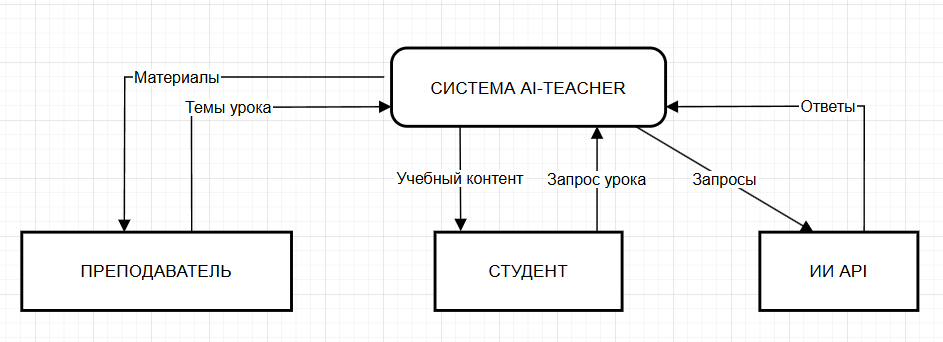 СИСТЕМА AI-TEACHER
Материалы
Темы урока
Ответы
Учебный контент
Запрос урока
Запросы
ПРЕПОДАВАТЕЛЬ
СТУДЕНТ
ИИ API